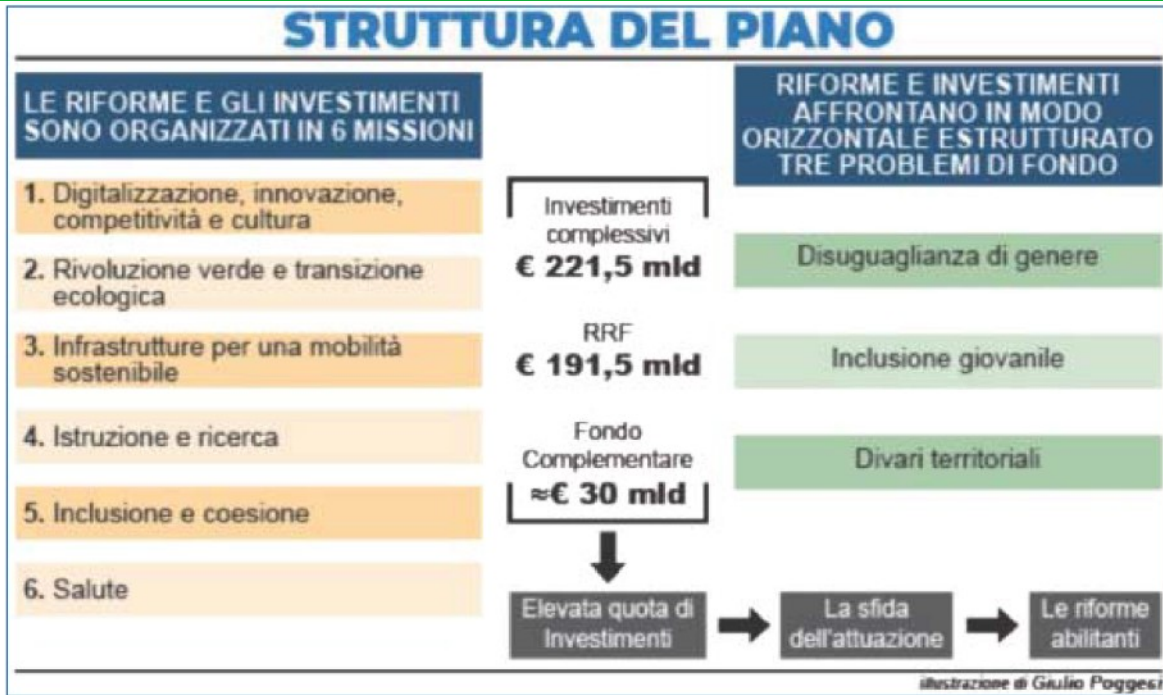 STRUTTURA DEL PIANO
LE RIFORME E GLI INVESTIMENTI
SONO ORGANIZZATI IN 6 MISSIONI
1. Digitalizzazione, innovazione,
competitività e cultura
2. Rivoluzione verde e transizione
ecologica
3. Infrastrutture per una mobilità
sostenibile
4. Istruzione e ricerca
5. Inclusione e coesione
6. Salute
Investimenti
complessivi
€ 221,5 mld
RRF
€ 191,5 mld
Fondo
Complementare
≈€ 30 mld
RIFORME E INVESTIMENTI
AFFRONTANO IN MODO
ORIZZONTALE ESTRUTTURATO
TRE PROBLEMI DI FONDO
Disuguaglianza di genere
Inclusione giovanile
Divari territoriali
Elevata quota di
Investimenti
La sfida
dell'attuazione
Le riforme
abilitanti
illustrazione di Giulio Poggesi